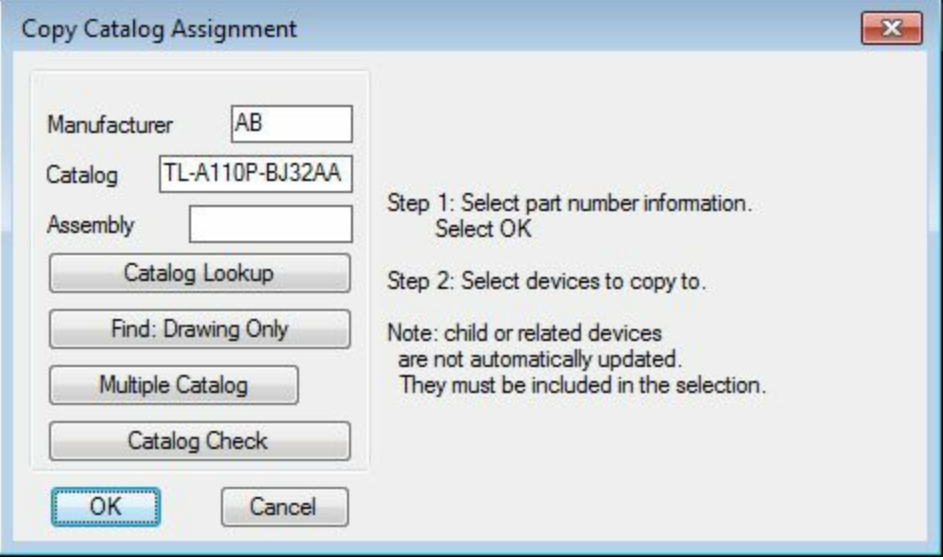 Copy Catalog Assignment
Manufacturer AB
Catalog TL-A110P-BJ32AA
Assembly
Catalog Lookup
Find: Drawing Only
Multiple Catalog
Catalog Check
OK Cancel
Step 1: Select part number information.
Select OK
Step 2: Select devices to copy to.
Note: child or related devices
are not automatically updated.
They must be included in the selection.